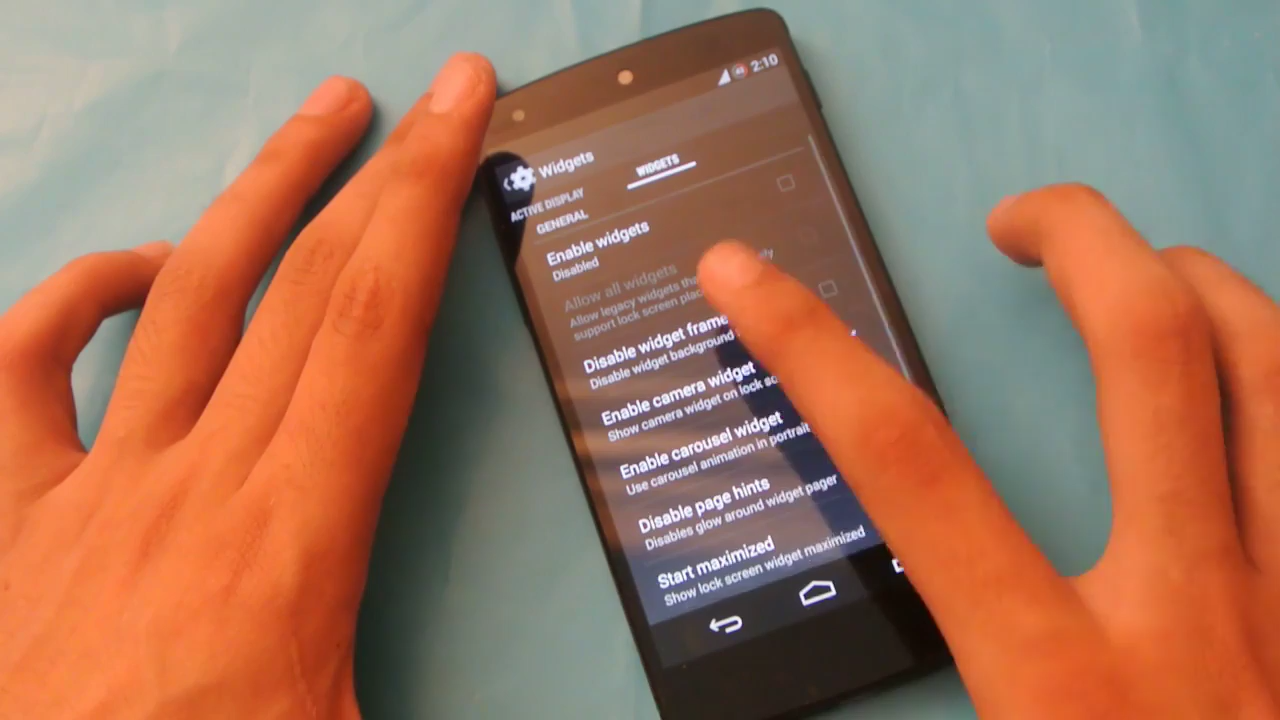 2:10
Widgets
ACTIVE DISPLAY
WIDGETS
GENERAL
Enable widgets
Disabled
Allow all widgets
Allow legacy widgets
support lock screen
Disable widget
Disable widget background
Enable camera widget
Show camera widget on lock
Enable carousel widget
Use carousel animation in portrait
Disable page hints
Disables glow around widget pager
Start maximized
Show lock screen widget maximized